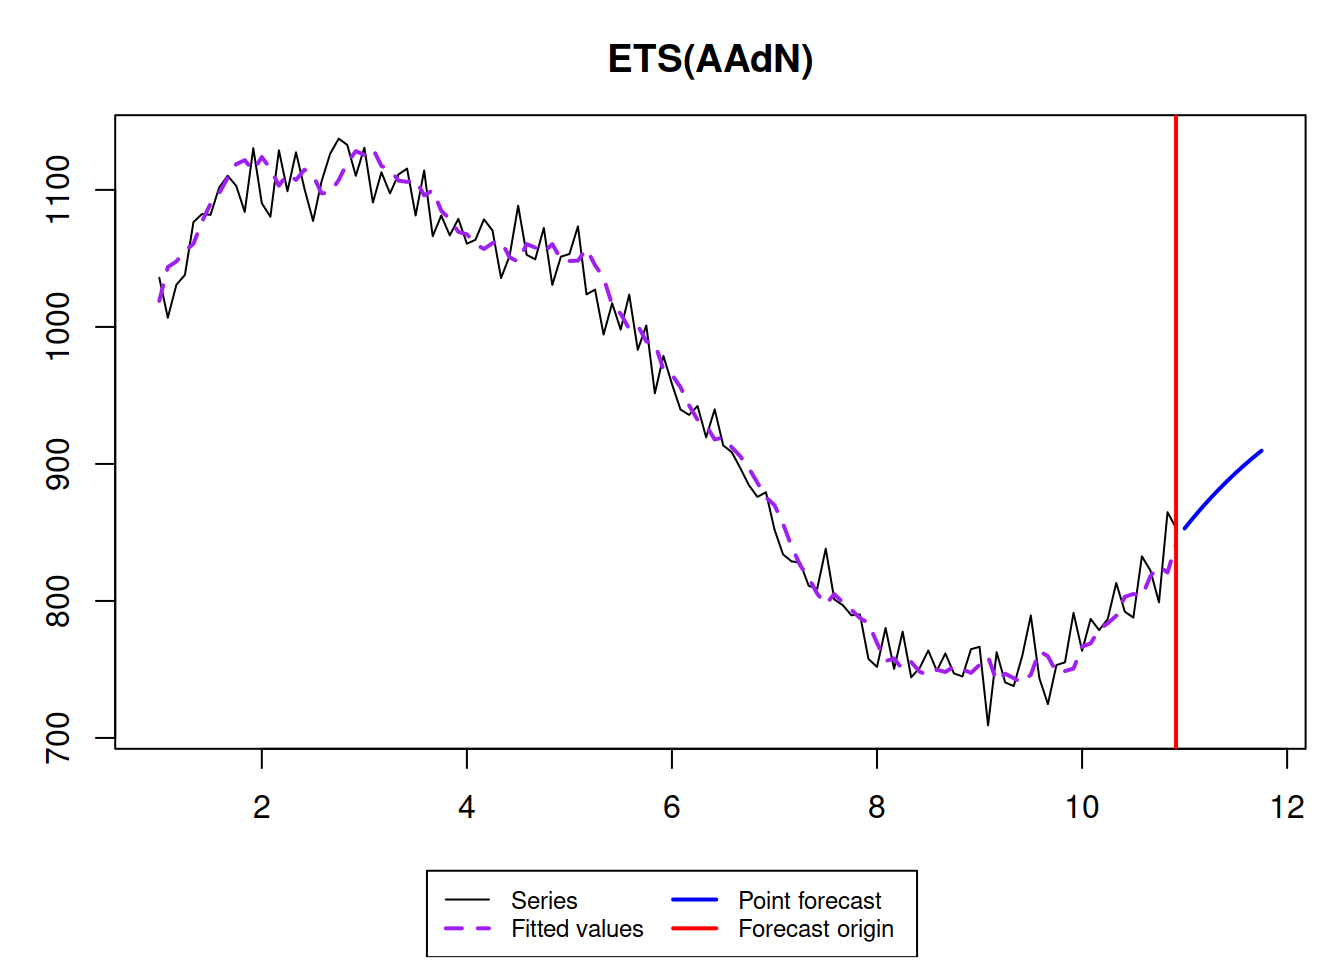 ETS(AAdN)
1100
1000
900
800
700
2 4 6 8 10 12
Series
Fitted values
Point forecast
Forecast origin